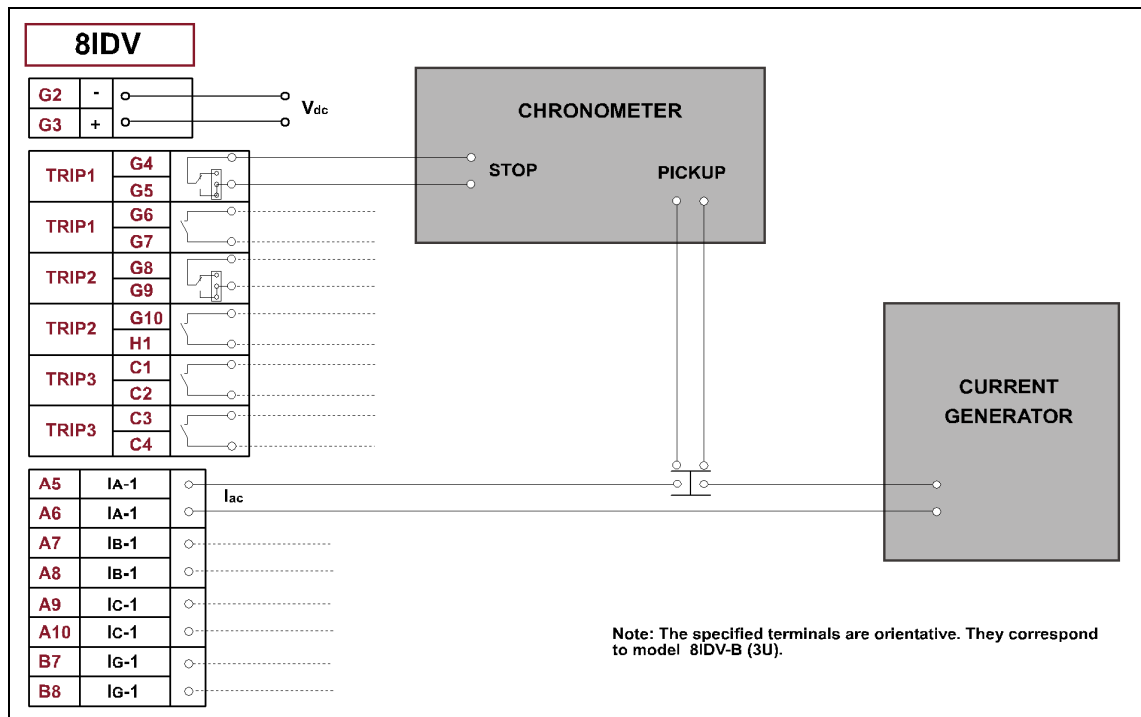 8IDV
G2 -
G3 +
Vdc
TRIP1 G4
G5
TRIP1 G6
G7
TRIP2 G8
G9
TRIP2 G10
H1
TRIP3 C1
C2
TRIP3 C3
C4
CHRONOMETER
STOP
PICKUP
CURRENT
GENERATOR
A5 IA-1
Iac
A6 IA-1
A7 IB-1
A8 IB-1
A9 IC-1
A10 IC-1
B7 IG-1
B8 IG-1
Note: The specified terminals are orientative. They correspond
to model 8IDV-B (3U).